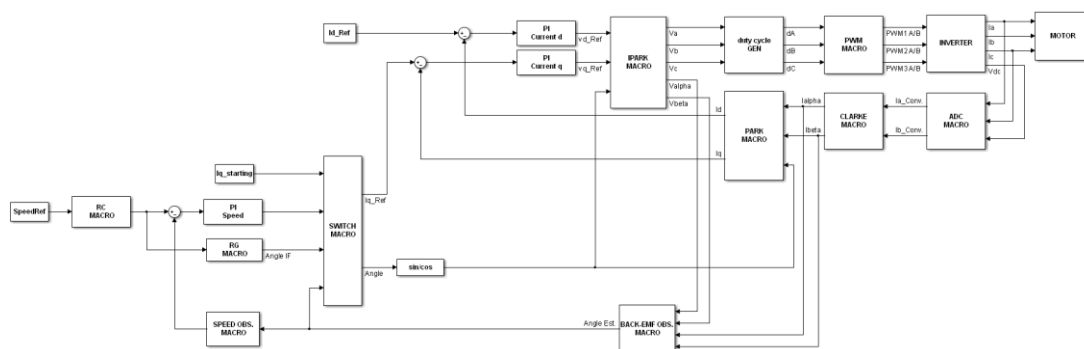 Id_Ref
PI
Current d
vd_Ref
PI
Current q
vq_Ref
IPARK
MACRO
Va
Vb
Vc
Valpha
Vbeta
duty cycle
GEN
dA
dB
dC
PWM
MACRO
PWM1A/B
PWM2A/B
PWM3A/B
INVERTER
Ia
Ib
Ic
Vdc
MOTOR
Id
Iq
PARK
MACRO
Ialpha
Ibeta
CLARKE
MACRO
Ia_Conv.
Ib_Conv.
ADC
MACRO
Iq_starting
Iq_Ref
SpeedRef
RC
MACRO
PI
Speed
RG
MACRO
Angle IF
SWITCH
MACRO
Angle
sin/cos
SPEED OBS.
MACRO
Angle Est.
BACK-EMF OBS.
MACRO